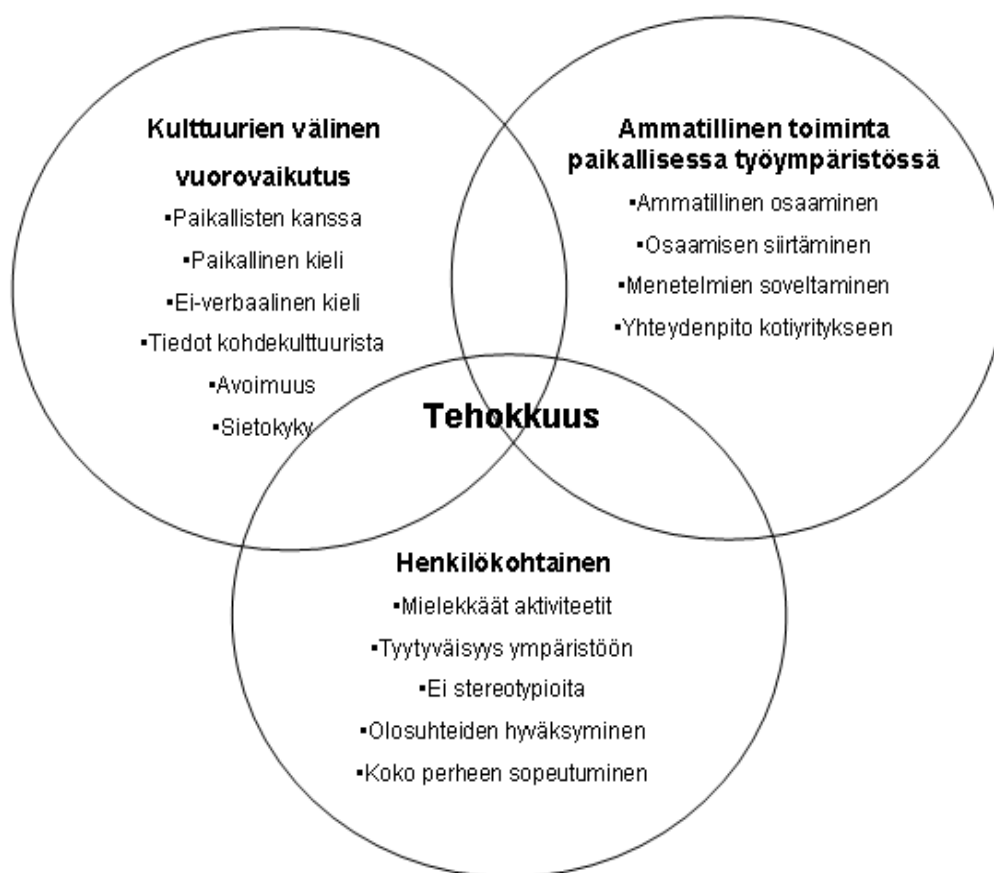 Kulttuurien välinen
vuorovaikutus
▪Paikallisten kanssa
▪Paikallinen kieli
▪Ei-verbaalinen kieli
▪Tiedot kohdekulttuurista
▪Avoimuus
▪Sietokyky
Ammatillinen toiminta
paikallisessa työympäristössä
▪Ammatillinen osaaminen
▪Osaamisen siirtäminen
▪Menetelmien soveltaminen
▪Yhteydenpito kotiyritykseen
Tehokkuus
Henkilökohtainen
▪Mielekkäät aktiviteetit
▪Tyytyväisyys ympäristöön
▪Ei stereotypioita
▪Olosuhteiden hyväksyminen
▪Koko perheen sopeutuminen